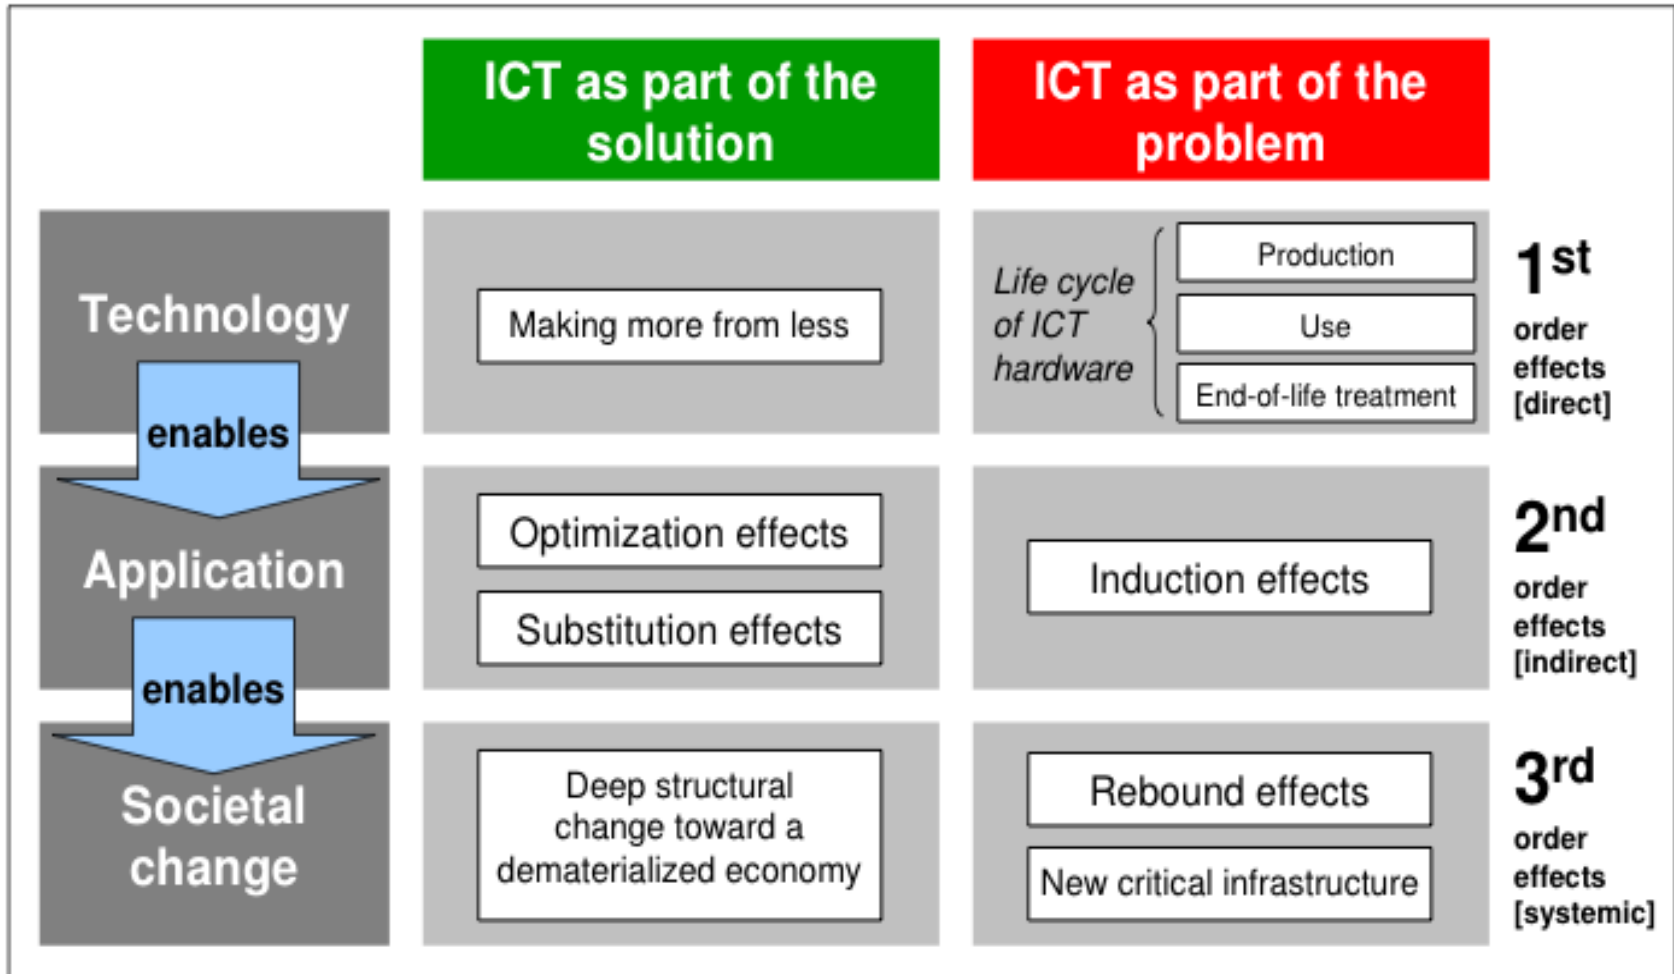 ICT as part of the
solution
ICT as part of the
problem
Technology
enables
Making more from less
Life cycle
of ICT
hardware
Production
Use
End-of-life treatment
1st
order
effects
[direct]
Application
enables
Optimization effects
Substitution effects
Induction effects
2nd
order
effects
[indirect]
Societal
change
Deep structural
change toward a
dematerialized economy
Rebound effects
New critical infrastructure
3rd
order
effects
[systemic]